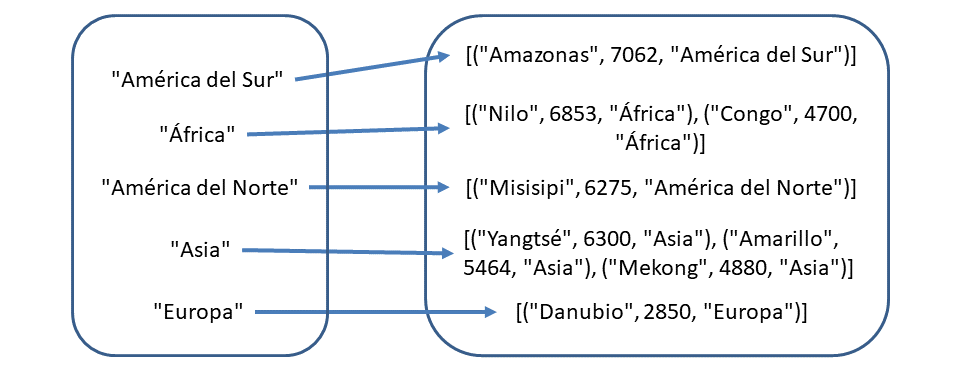 "América del Sur"
[("Amazonas", 7062, "América del Sur")]
"África"
[("Nilo", 6853, "África"), ("Congo", 4700,
"África")]
"América del Norte"
[("Misisipi", 6275, "América del Norte")]
"Asia"
[("Yangtsé", 6300, "Asia"), ("Amarillo",
5464, "Asia"), ("Mekong", 4880, "Asia")]
"Europa"
[("Danubio", 2850, "Europa")]